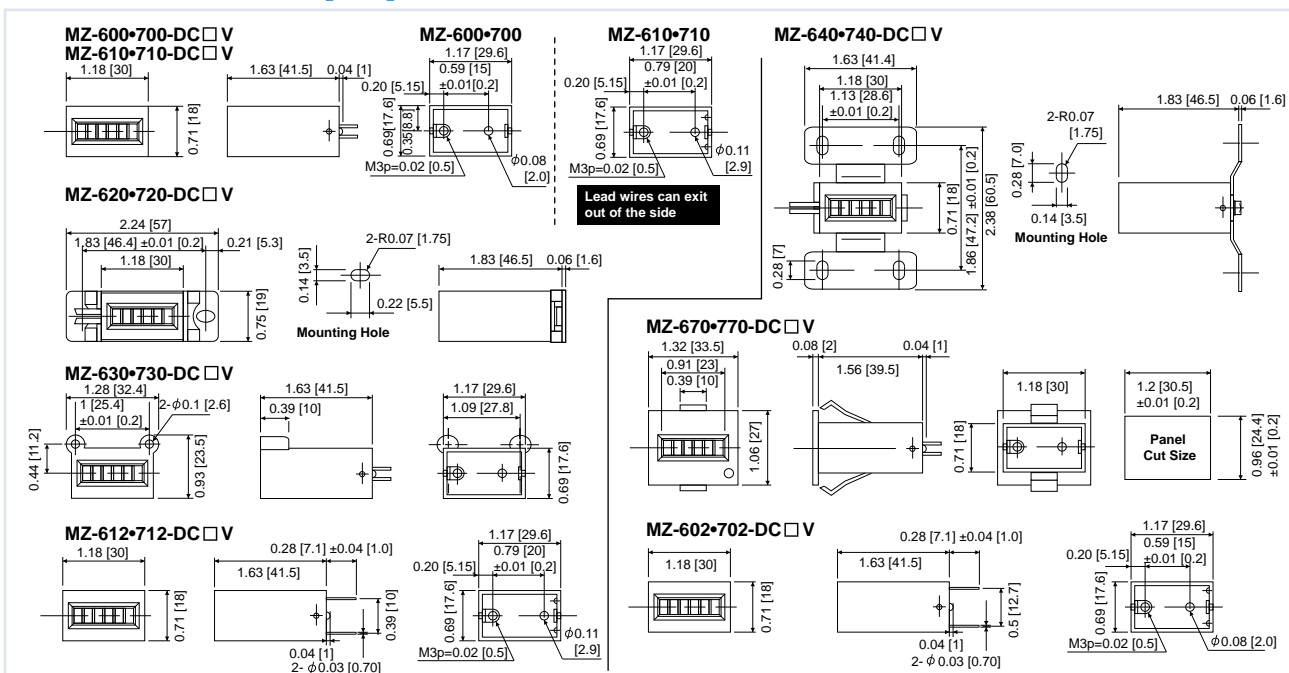 MZ-600•700-DC□V
MZ-610•710-DC□V
1.18 [30]
0.71 [18]
1.63 [41.5]
0.04 [1]
MZ-600•700
1.17 [29.6]
0.59 [15]
±0.01 [0.2]
0.20 [5.15]
0.69[17.6]
0.35[8.8]
M3p=0.02 [0.5]
ϕ0.08
[2.0]
MZ-610•710
1.17 [29.6]
0.79 [20]
±0.01 [0.2]
0.20 [5.15]
0.69 [17.6]
M3p=0.02 [0.5]
ϕ0.11
[2.9]
Lead wires can exit
out of the side
MZ-640•740-DC□V
1.63 [41.4]
1.18 [30]
1.13 [28.6]
±0.01 [0.2]
0.28 [7]
0.71 [18]
1.86 [47.2] ±0.01 [0.2]
2.38 [60.5]
2-R0.07
[1.75]
0.28 [7.0]
0.14 [3.5]
Mounting Hole
1.83 [46.5]
0.06 [1.6]
MZ-620•720-DC□V
2.24 [57]
1.83 [46.4] ±0.01 [0.2]
0.21 [5.3]
1.18 [30]
0.75 [19]
2-R0.07 [1.75]
0.14 [3.5]
0.22 [5.5]
Mounting Hole
1.83 [46.5]
0.06 [1.6]
MZ-630•730-DC□V
1.28 [32.4]
1 [25.4]
±0.01 [0.2]
2-ϕ0.1 [2.6]
0.44 [11.2]
0.93 [23.5]
1.63 [41.5]
0.39 [10]
1.17 [29.6]
1.09 [27.8]
0.69 [17.6]
MZ-670•770-DC□V
1.32 [33.5]
0.91 [23]
0.39 [10]
1.06 [27]
0.08 [2]
0.04 [1]
1.56 [39.5]
1.18 [30]
0.71 [18]
1.2 [30.5]
±0.01 [0.2]
Panel
Cut Size
0.96 [24.4]
±0.01 [0.2]
MZ-612•712-DC□V
1.18 [30]
0.71 [18]
0.28 [7.1] ±0.04 [1.0]
1.63 [41.5]
0.39 [10]
0.04 [1]
2- ϕ0.03 [0.70]
1.17 [29.6]
0.79 [20]
±0.01 [0.2]
0.20 [5.15]
0.69 [17.6]
M3p=0.02 [0.5]
ϕ0.11
[2.9]
MZ-602•702-DC□V
1.18 [30]
0.71 [18]
0.28 [7.1] ±0.04 [1.0]
1.63 [41.5]
0.5 [12.7]
0.04 [1]
2- ϕ0.03 [0.70]
1.17 [29.6]
0.59 [15]
±0.01 [0.2]
0.20 [5.15]
0.69 [17.6]
M3p=0.02 [0.5]
ϕ0.08 [2.0]